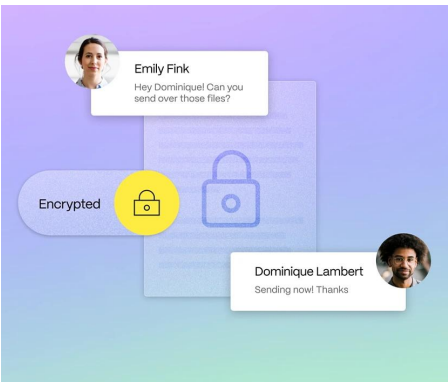 Emily Fink
Hey Dominique! Can you
send over those files?
Encrypted
Dominique Lambert
Sending now! Thanks